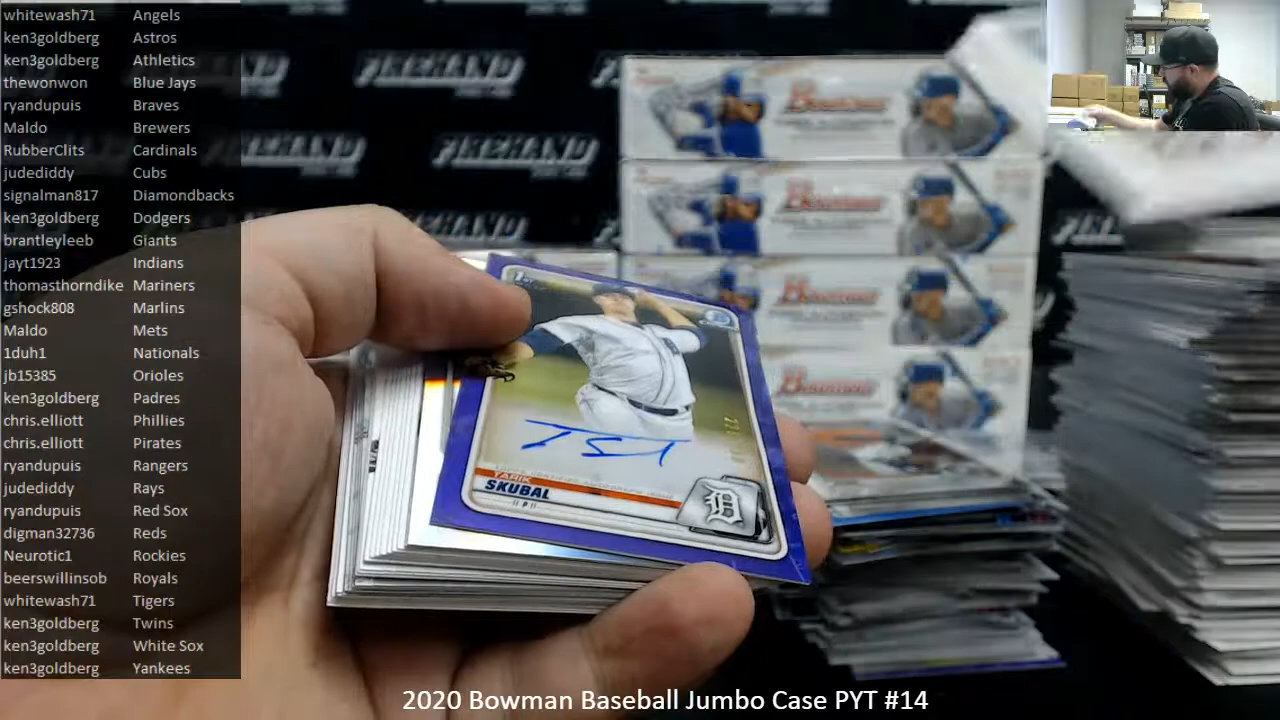 whitewash71 Angels
ken3goldberg Astros
ken3goldberg Athletics
thewonwon Blue Jays
ryandupuis Braves
Maldo Brewers
RubberClits Cardinals
judediddy Cubs
signalman817 Diamondbacks
ken3goldberg Dodgers
brantleyleeb Giants
jayt1923 Indians
thomasthorndike Mariners
gshock808 Marlins
Maldo Mets
1duh1 Nationals
jb15385 Orioles
ken3goldberg Padres
chris.elliott Phillies
chris.elliott Pirates
ryandupuis Rangers
judediddy Rays
ryandupuis Red Sox
digman32736 Reds
Neurotic1 Rockies
beerswillinsob Royals
whitewash71 Tigers
ken3goldberg Twins
ken3goldberg White Sox
ken3goldberg Yankees
FIREHAND
FIREHAND
FIREHAND
Bowman
Bowman
Bowman
Bowman
1st
TARIK
SKUBAL
P
2020 Bowman Baseball Jumbo Case PYT #14